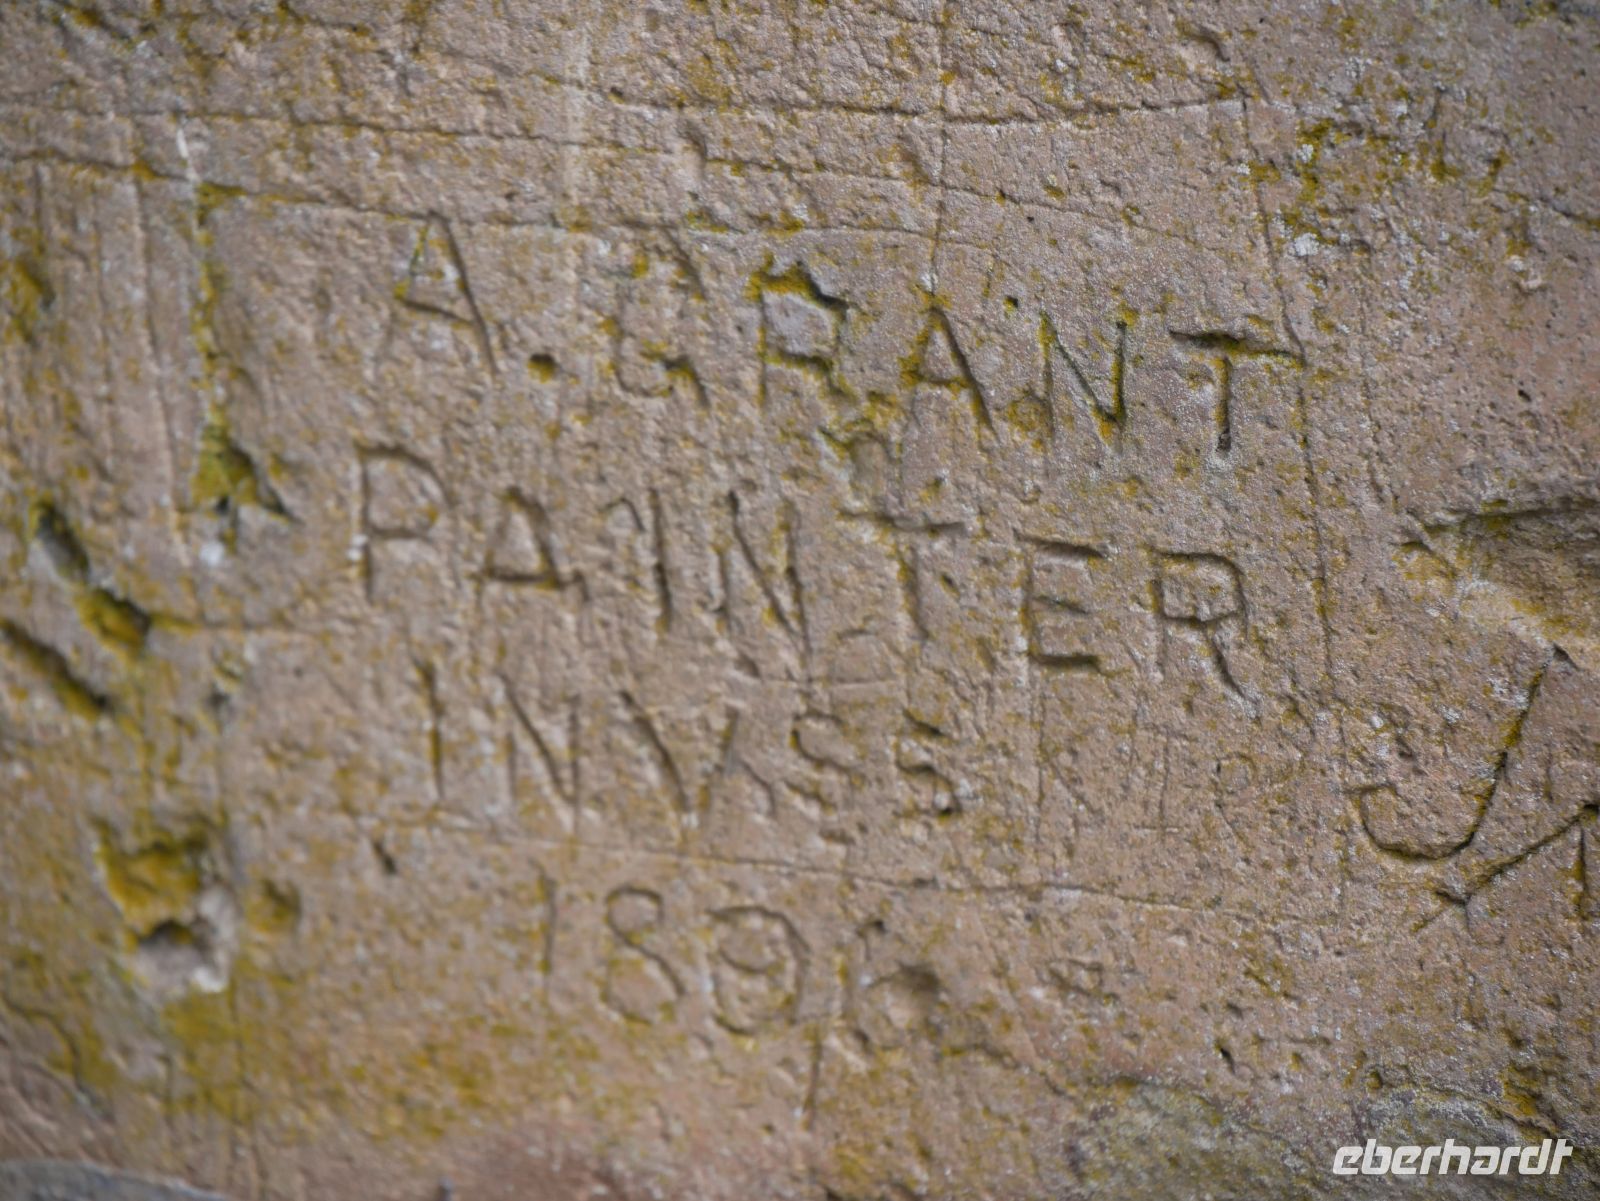 A. GRANT
PAINTER
INVSS
1896
eberhardt